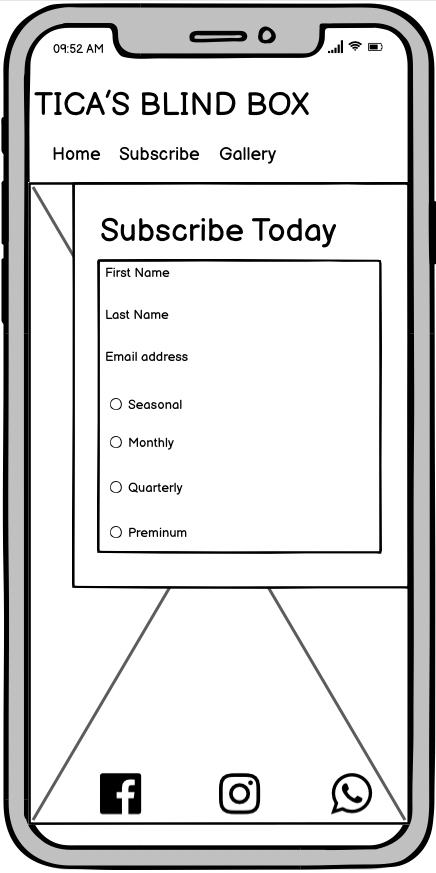 09:52 AM
TICA'S BLIND BOX
Home Subscribe Gallery
Subscribe Today
First Name
Last Name
Email address
Seasonal
Monthly
Quarterly
Preminum